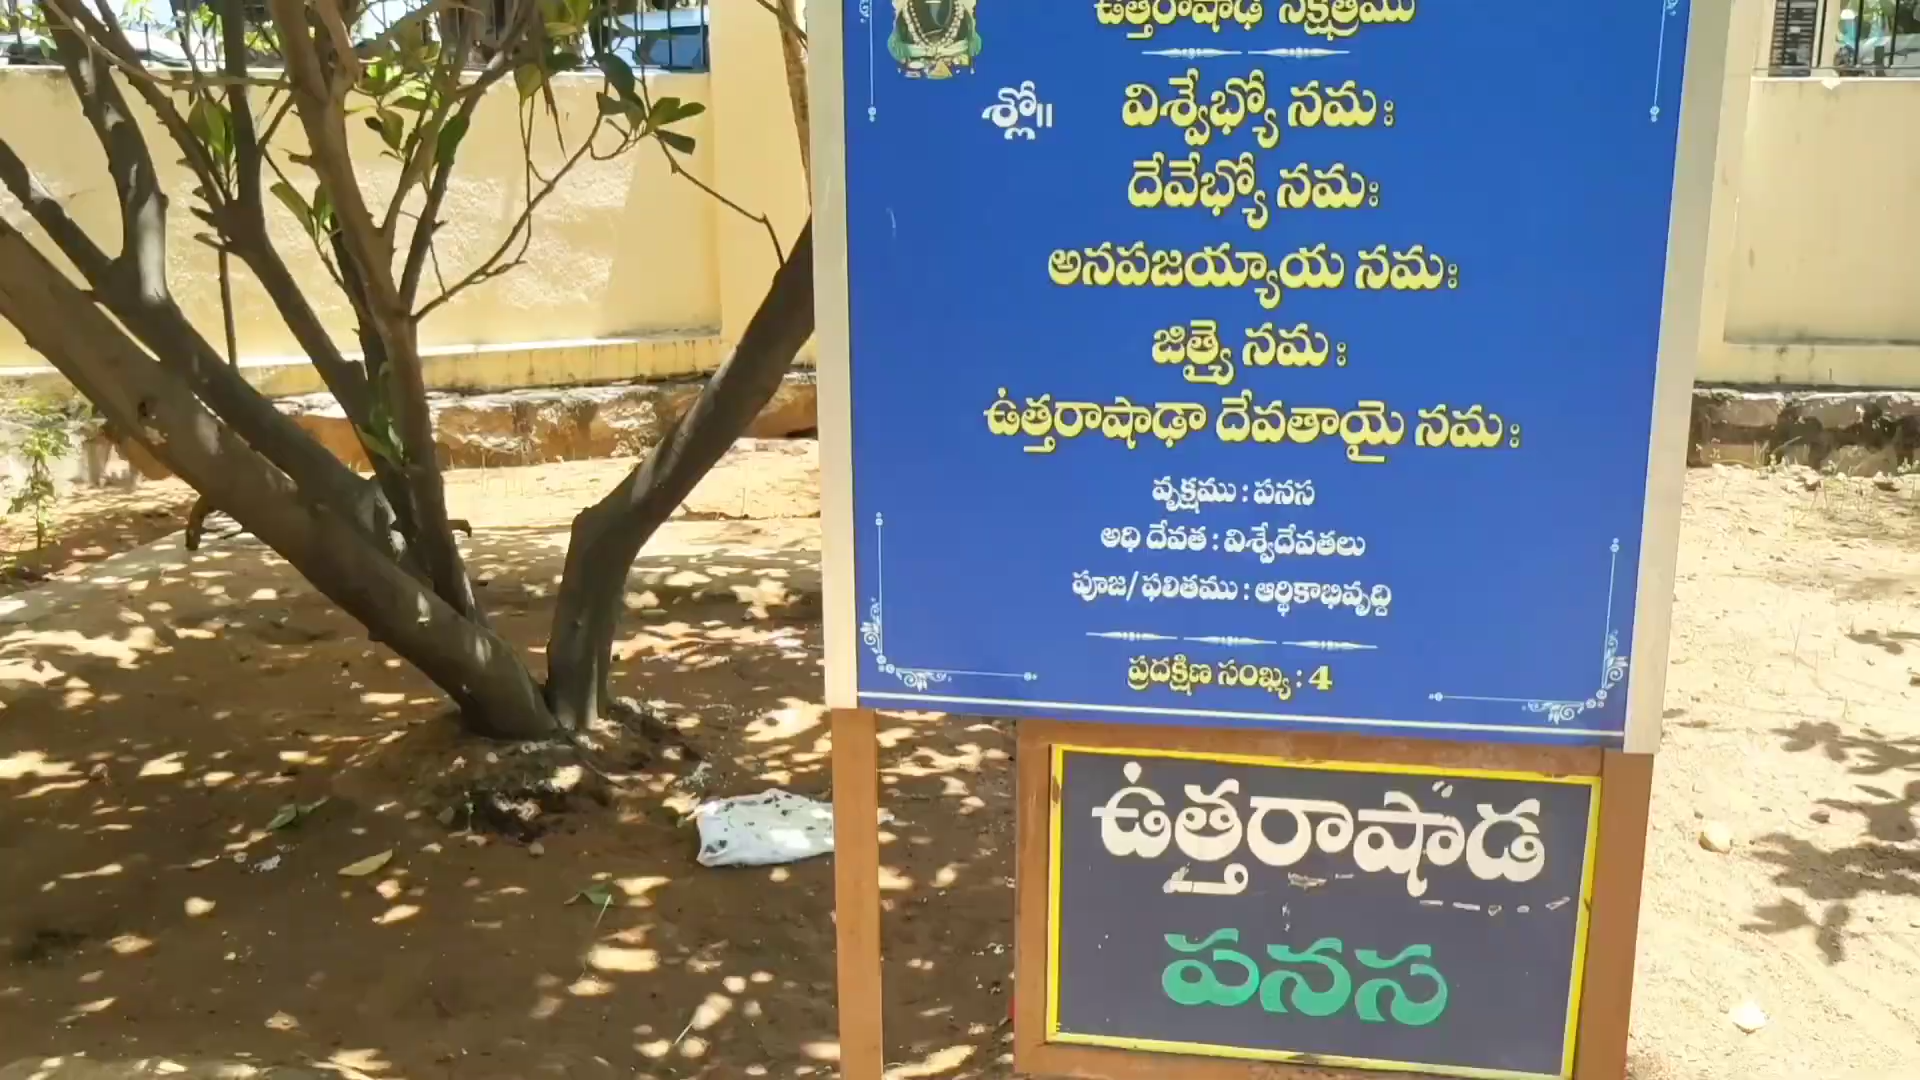 ఉత్తరాషాఢ నక్షత్రము
శ్లో॥ విశ్వేభ్యో నమః
దేవేభ్యో నమః
అనపజయ్యాయ నమః
జిత్యై నమః
ఉత్తరాషాఢా దేవతాయై నమః
వృక్షము : పనస
అధి దేవత : విశ్వేదేవతలు
పూజ/ ఫలితము : ఆర్థికాభివృద్ది
ప్రదక్షిణ సంఖ్య : 4
ఉత్తరాషాడ
పనస